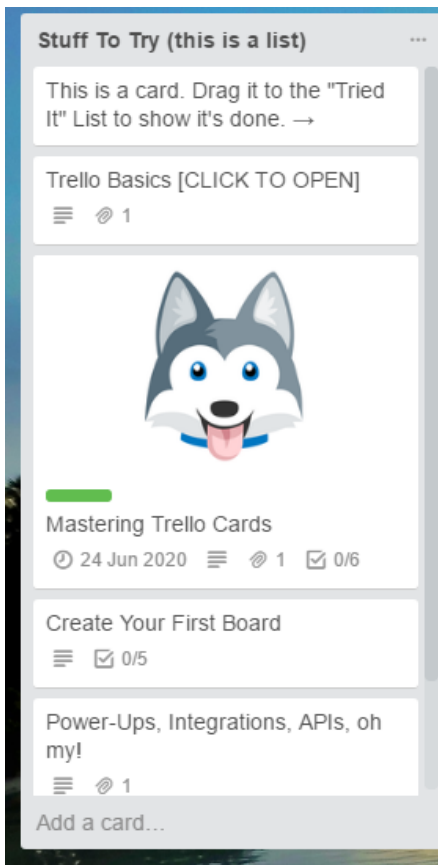 Stuff To Try (this is a list)
This is a card. Drag it to the "Tried
It" List to show it's done. →
Trello Basics [CLICK TO OPEN]
1
Mastering Trello Cards
24 Jun 2020 1 0/6
Create Your First Board
0/5
Power-Ups, Integrations, APIs, oh
my!
1
Add a card...